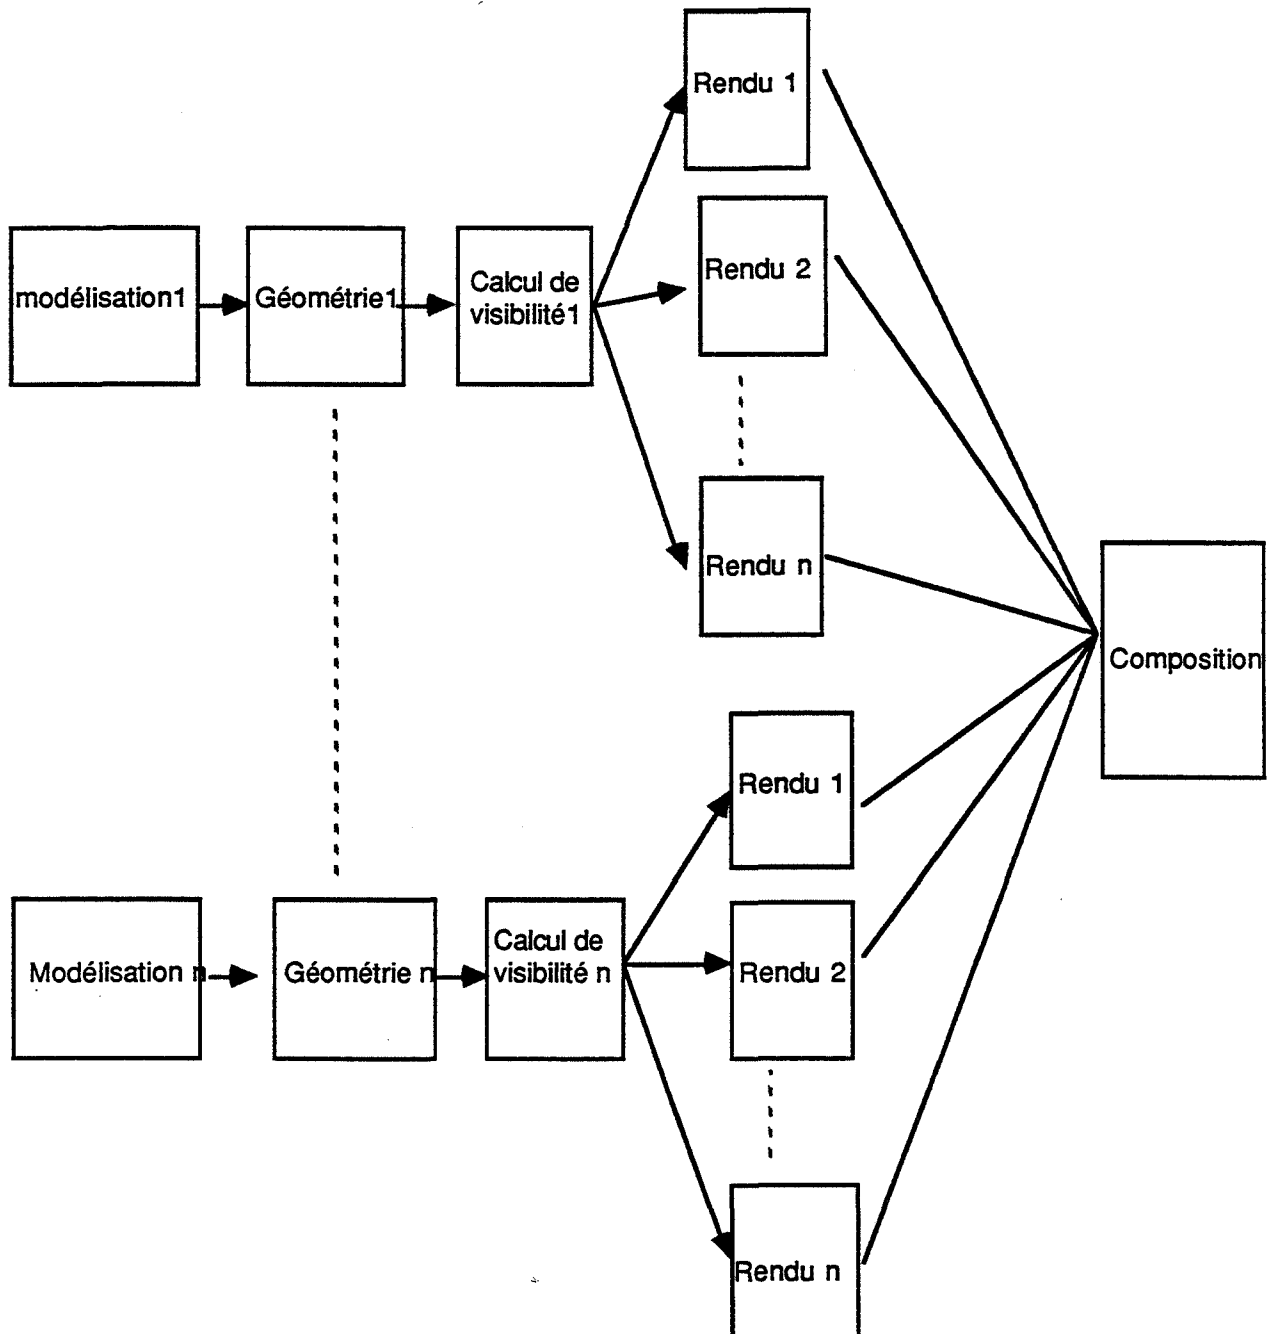 Rendu 1
Rendu 2
modélisation1
Géométrie1
Calcul de
visibilité1
Rendu n
Composition
Rendu 1
Calcul de
visibilité n
Modélisation n
Géométrie n
Rendu 2
Rendu n